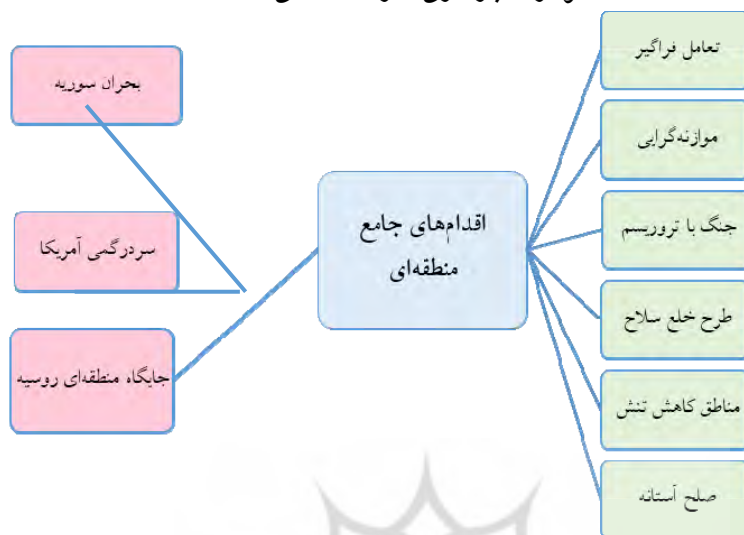 تعامل فراگیر
موازنه‌گرایی
جنگ با تروریسم
طرح خلع سلاح
مناطق کاهش تنش
صلح آستانه
اقدام‌های جامع
منطقه‌ای
بحران سوریه
سردرگمی آمریکا
جایگاه منطقه‌ای روسیه